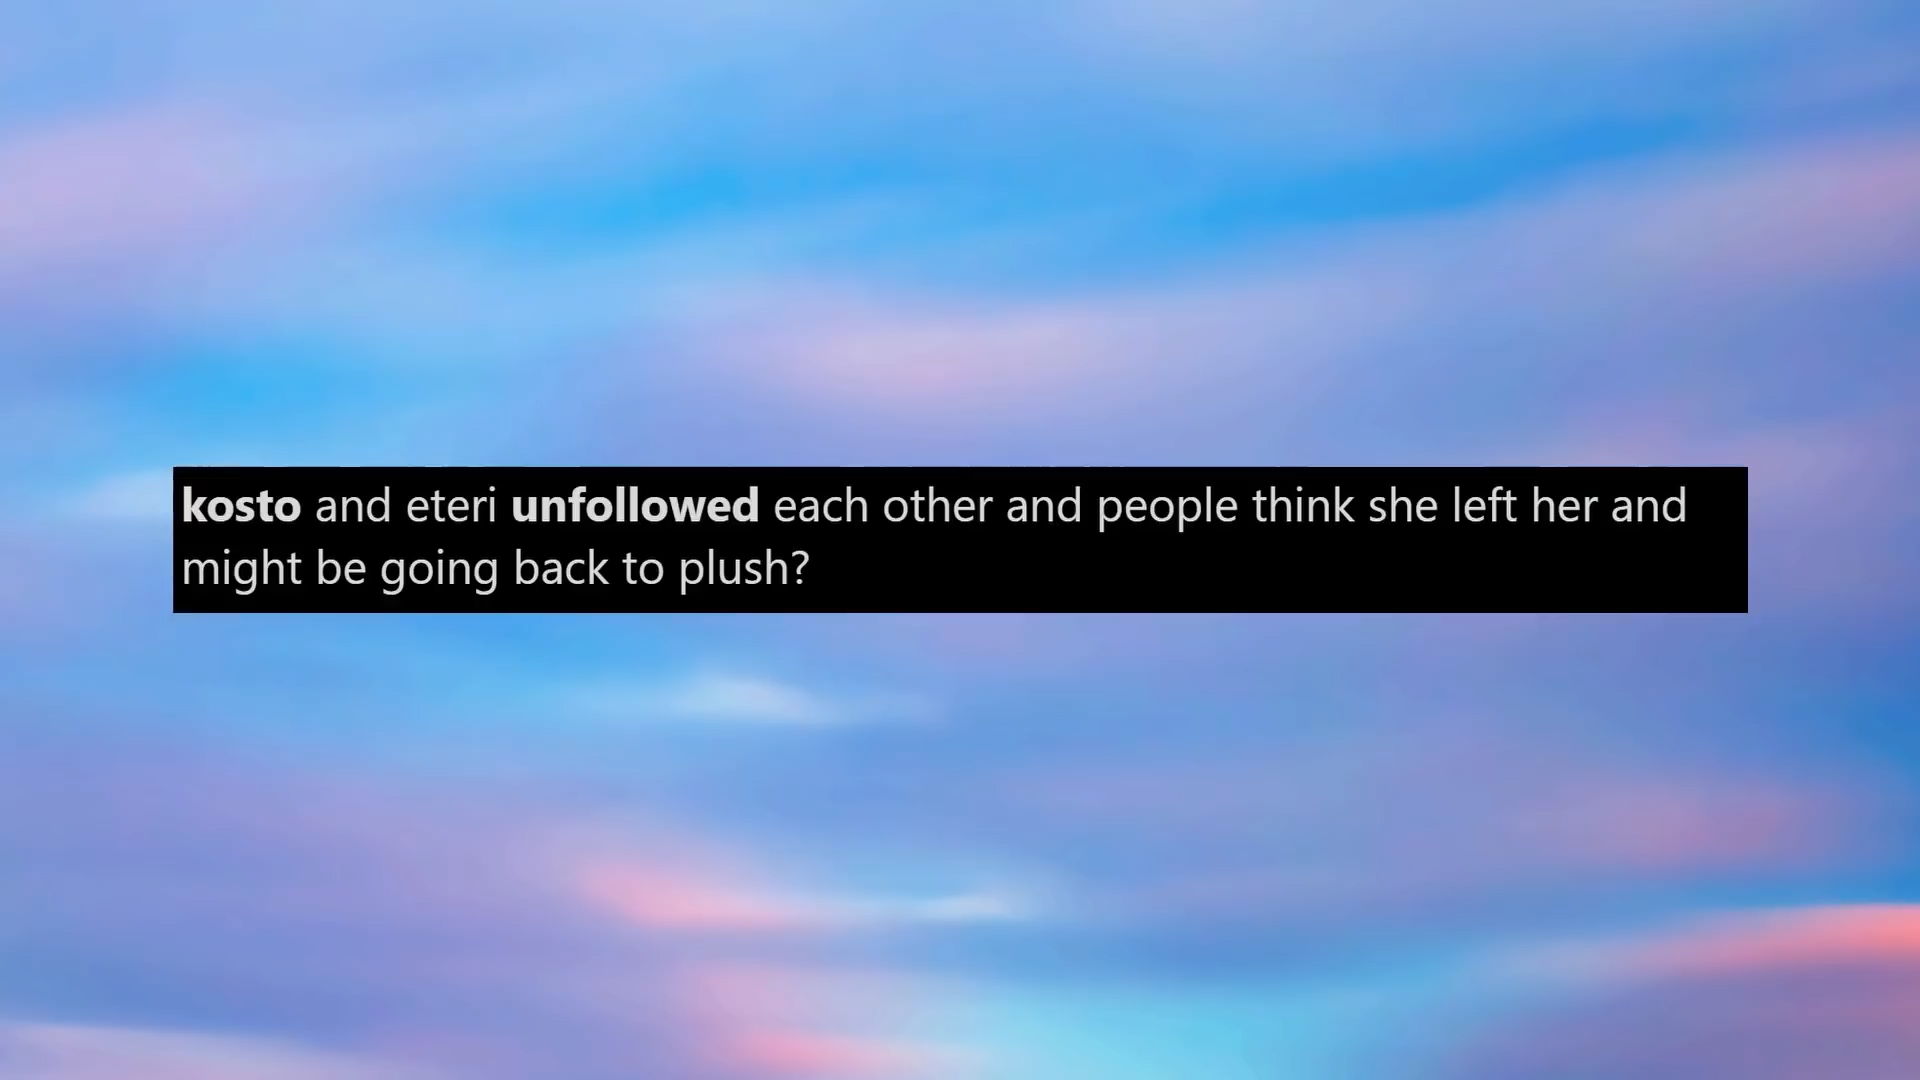 kosto and eteri unfollowed each other and people think she left her and
might be going back to plush?